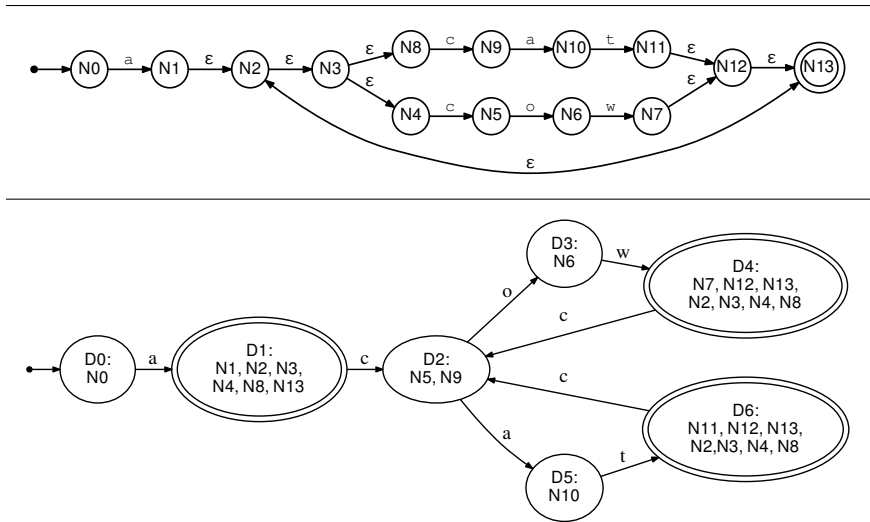 ε ε c a t ε
N8 N9 N10 N11
a ε ε ε
N0 N1 N2 N3 N12 N13
ε c o w ε
N4 N5 N6 N7
ε
D3:
N6
w
D4:
N7, N12, N13,
N2, N3, N4, N8
o
c
D0:
N0
a
D1:
N1, N2, N3,
N4, N8, N13
c
D2:
N5, N9
c
a
D6:
N11, N12, N13,
N2,N3, N4, N8
t
D5:
N10